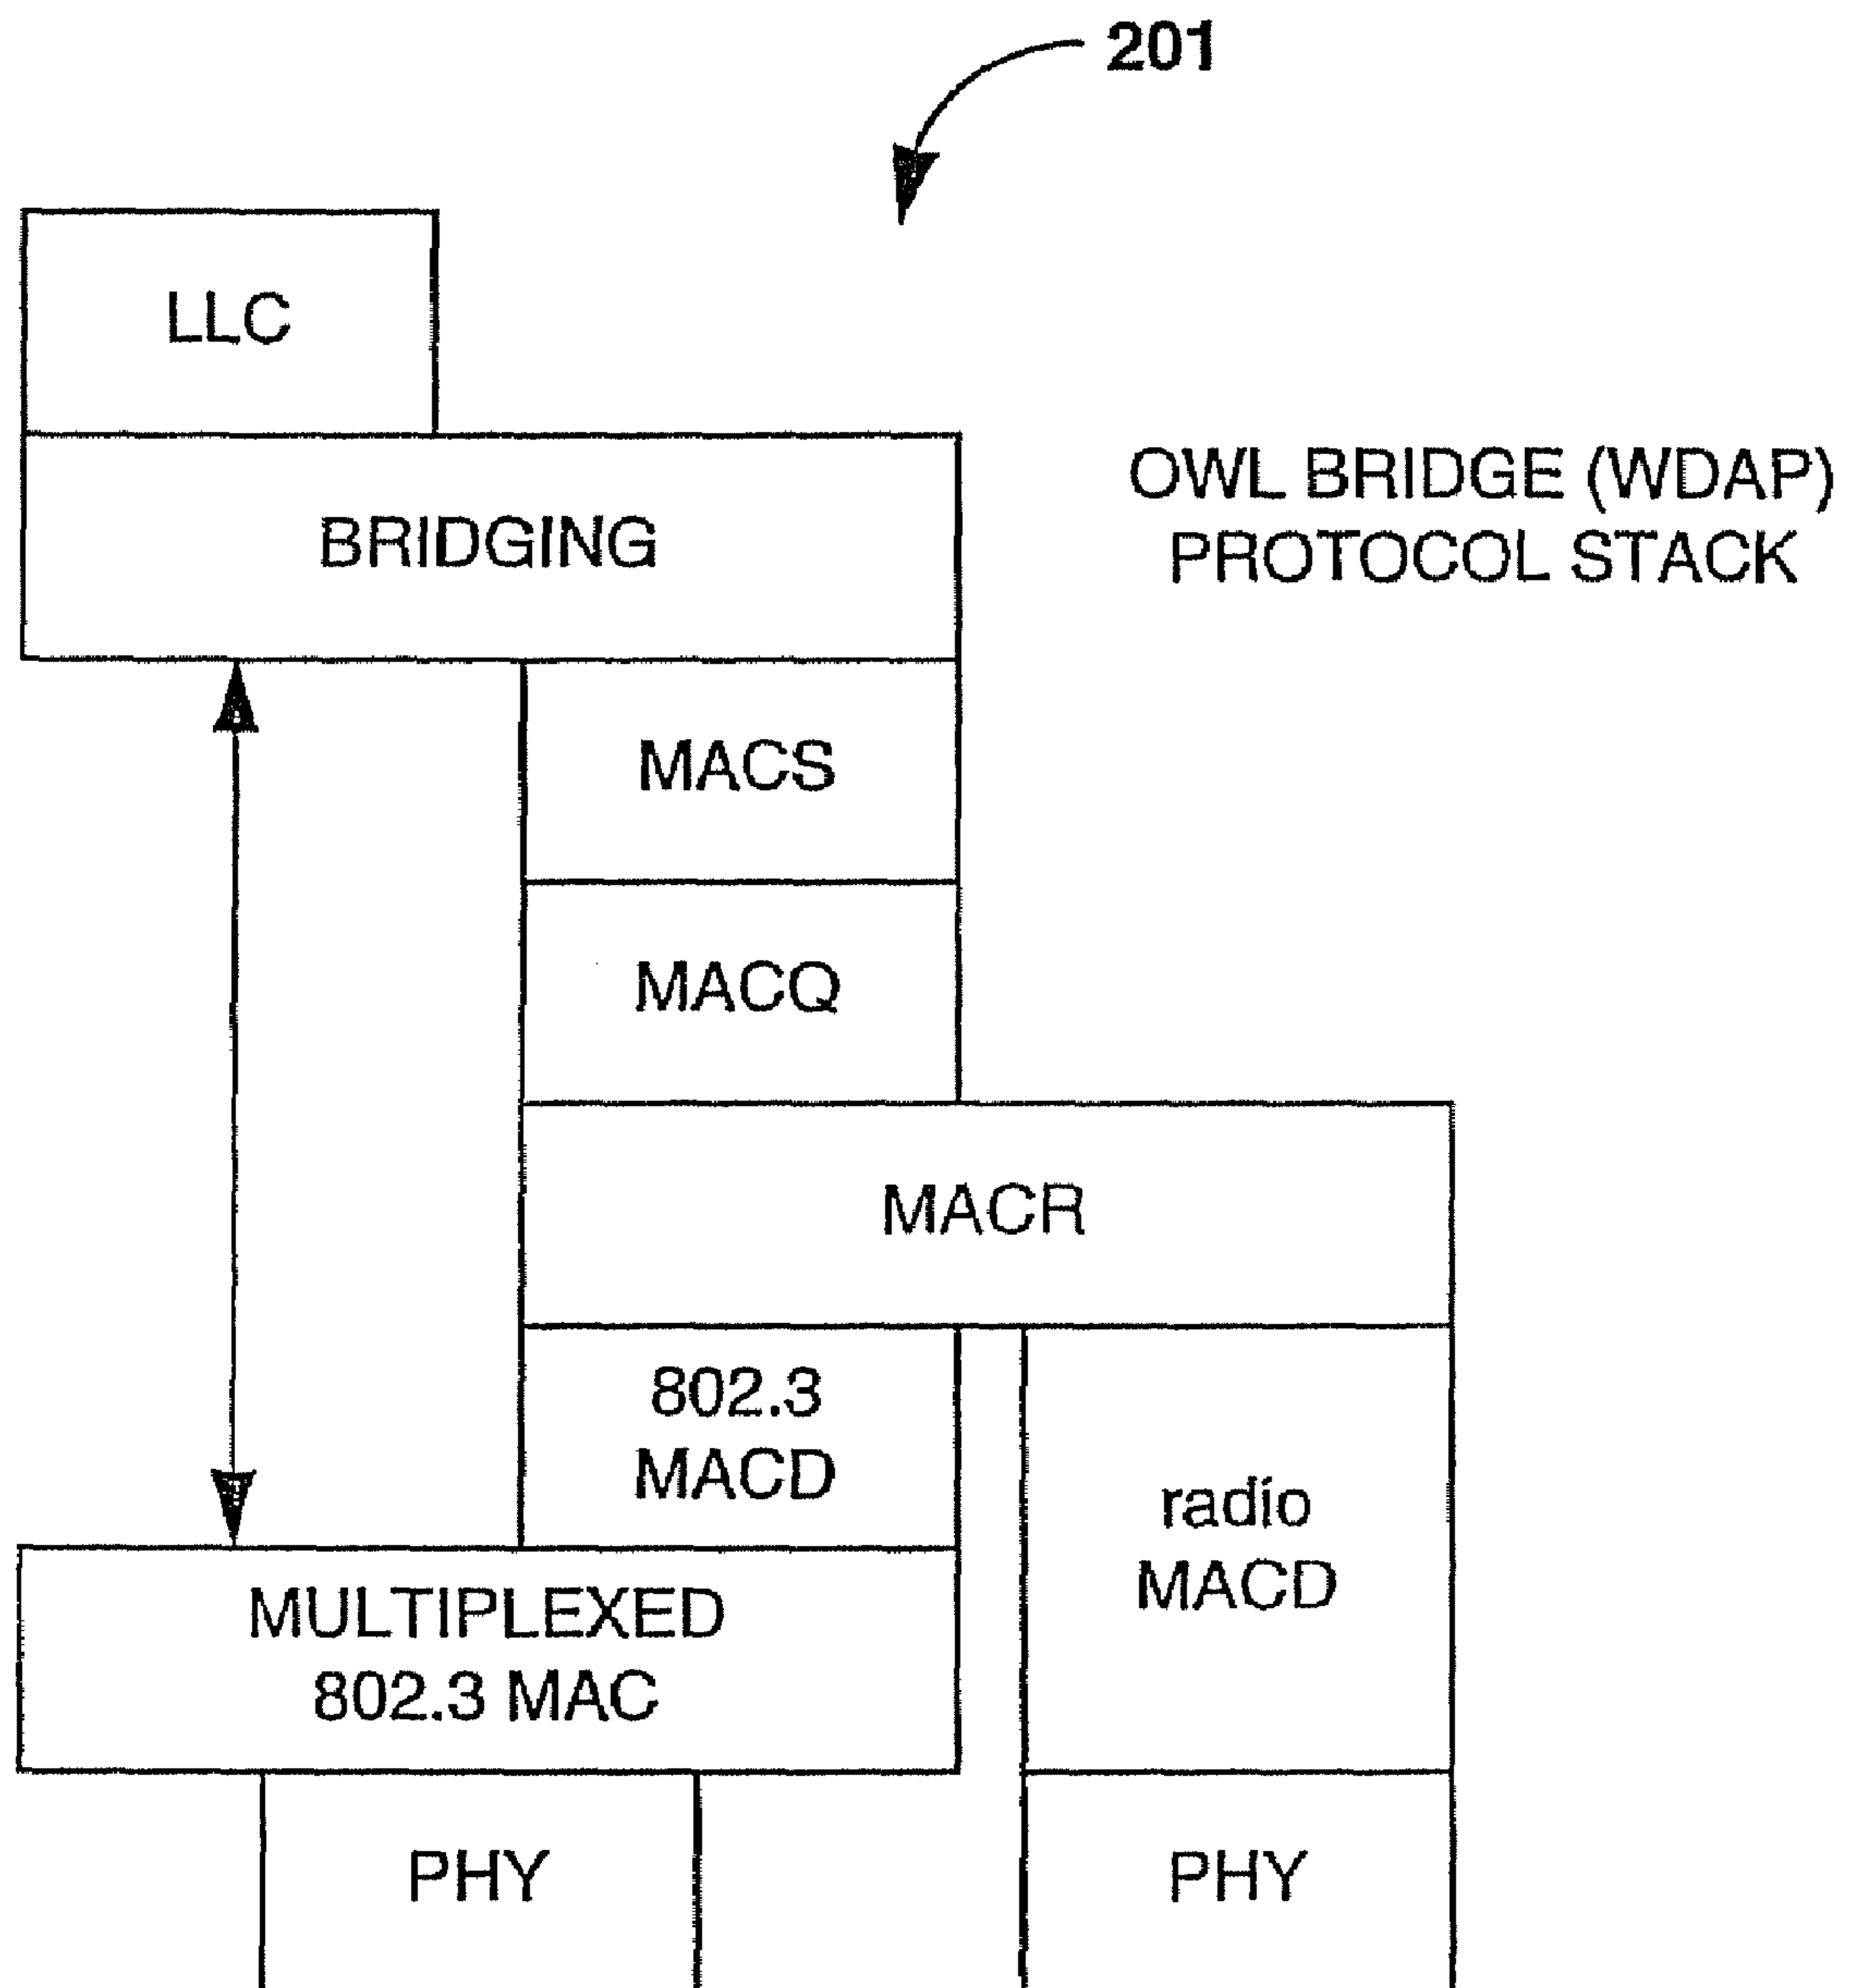 201
LLC
OWL BRIDGE (WDAP)
PROTOCOL STACK
BRIDGING
MACS
MACQ
MACR
802.3
MACD
radio
MACD
MULTIPLEXED
802.3 MAC
PHY
PHY